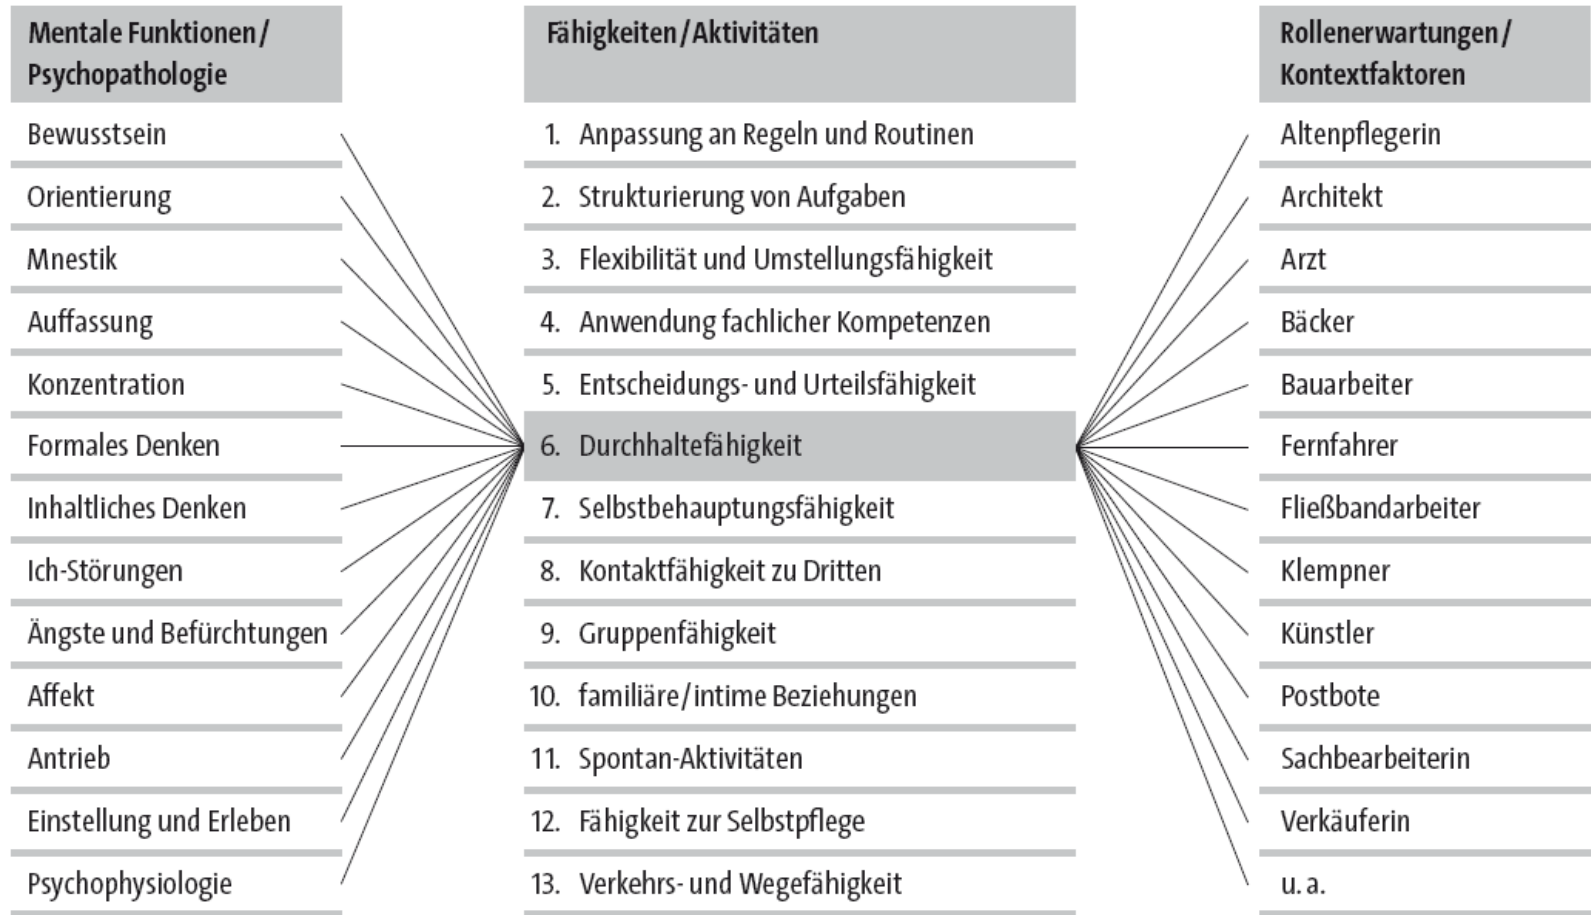 Mentale Funktionen/
Psychopathologie
Bewusstsein
Orientierung
Mnestik
Auffassung
Konzentration
Formales Denken
Inhaltliches Denken
Ich-Störungen
Ängste und Befürchtungen
Affekt
Antrieb
Einstellung und Erleben
Psychophysiologie
Fähigkeiten/Aktivitäten
1. Anpassung an Regeln und Routinen
2. Strukturierung von Aufgaben
3. Flexibilität und Umstellungsfähigkeit
4. Anwendung fachlicher Kompetenzen
5. Entscheidungs- und Urteilsfähigkeit
6. Durchhaltefähigkeit
7. Selbstbehauptungsfähigkeit
8. Kontaktfähigkeit zu Dritten
9. Gruppenfähigkeit
10. familiäre/intime Beziehungen
11. Spontan-Aktivitäten
12. Fähigkeit zur Selbstpflege
13. Verkehrs- und Wegefähigkeit
Rollenerwartungen/
Kontextfaktoren
Altenpflegerin
Architekt
Arzt
Bäcker
Bauarbeiter
Fernfahrer
Fließbandarbeiter
Klempner
Künstler
Postbote
Sachbearbeiterin
Verkäuferin
u. a.